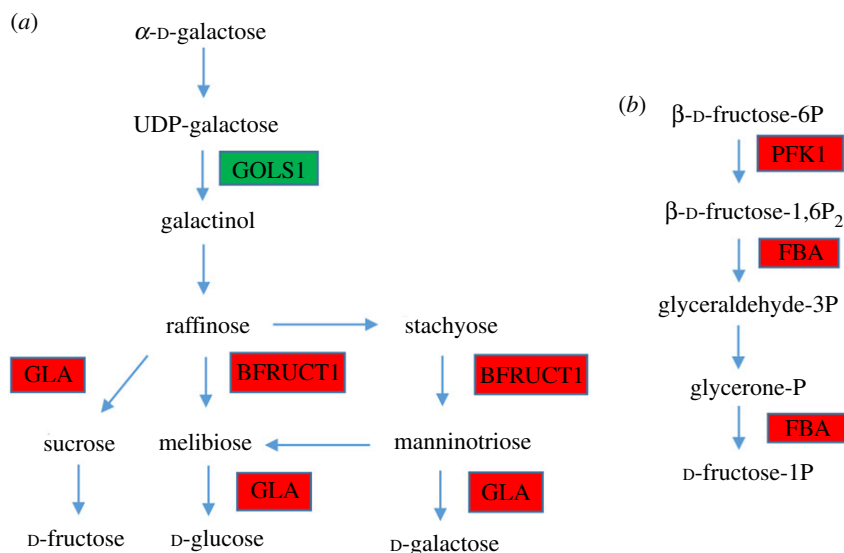 (a)
α-D-galactose
UDP-galactose
GOLS1
galactinol
raffinose
stachyose
GLA
BFRUCT1
BFRUCT1
sucrose
melibiose
manninotriose
GLA
GLA
D-fructose
D-glucose
D-galactose
(b)
β-D-fructose-6P
PFK1
β-D-fructose-1,6P₂
FBA
glyceraldehyde-3P
glycerone-P
FBA
D-fructose-1P